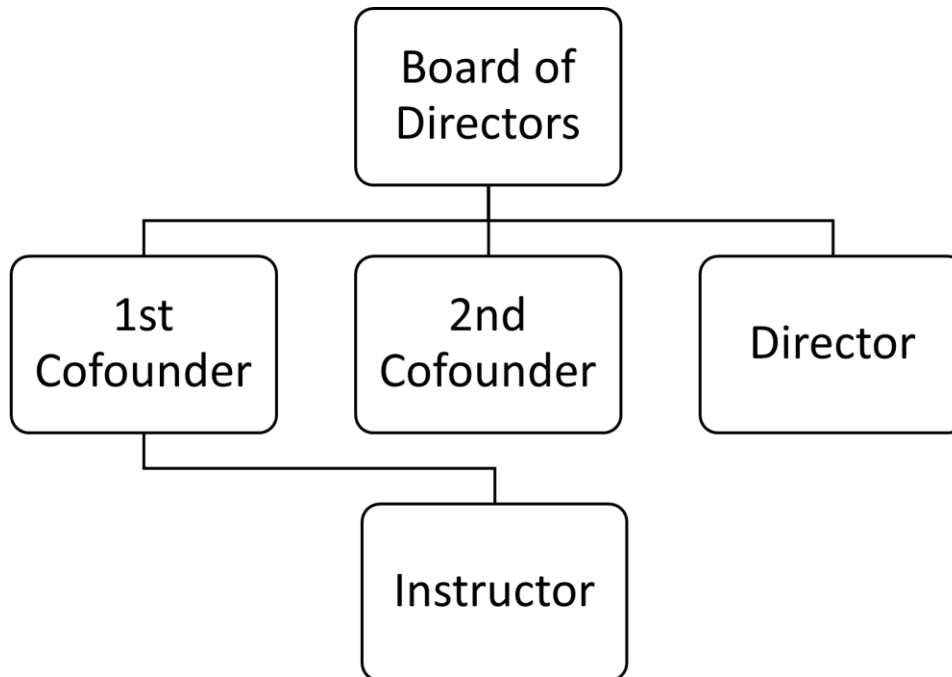 Board of
Directors
1st
Cofounder
2nd
Cofounder
Director
Instructor